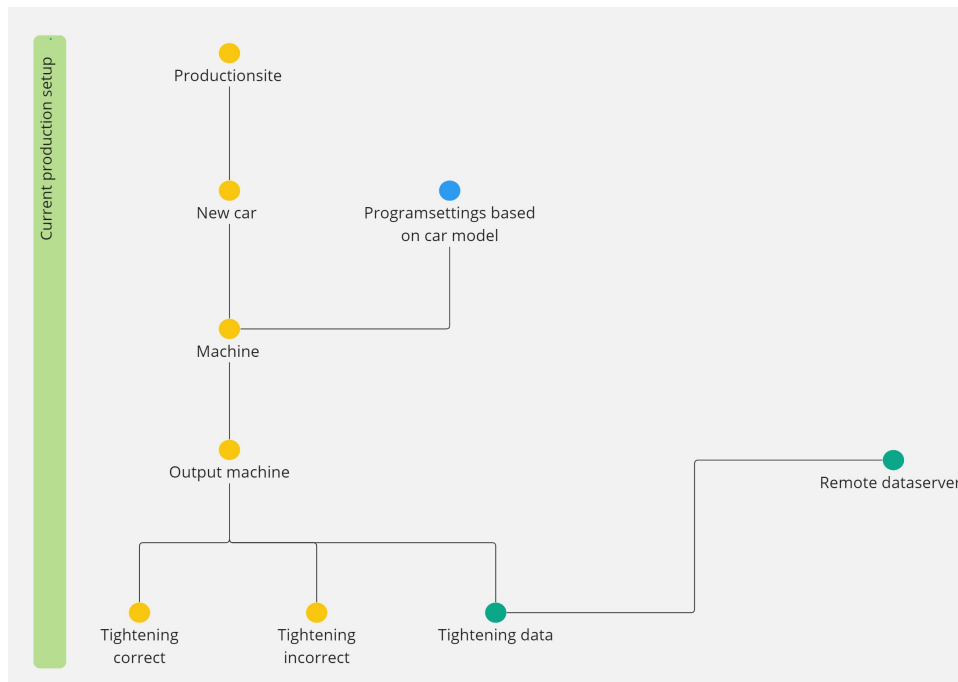 Current production setup
Productionsite
New car
Programsettings based
on car model
Machine
Output machine
Remote dataserver
Tightening
correct
Tightening
incorrect
Tightening data